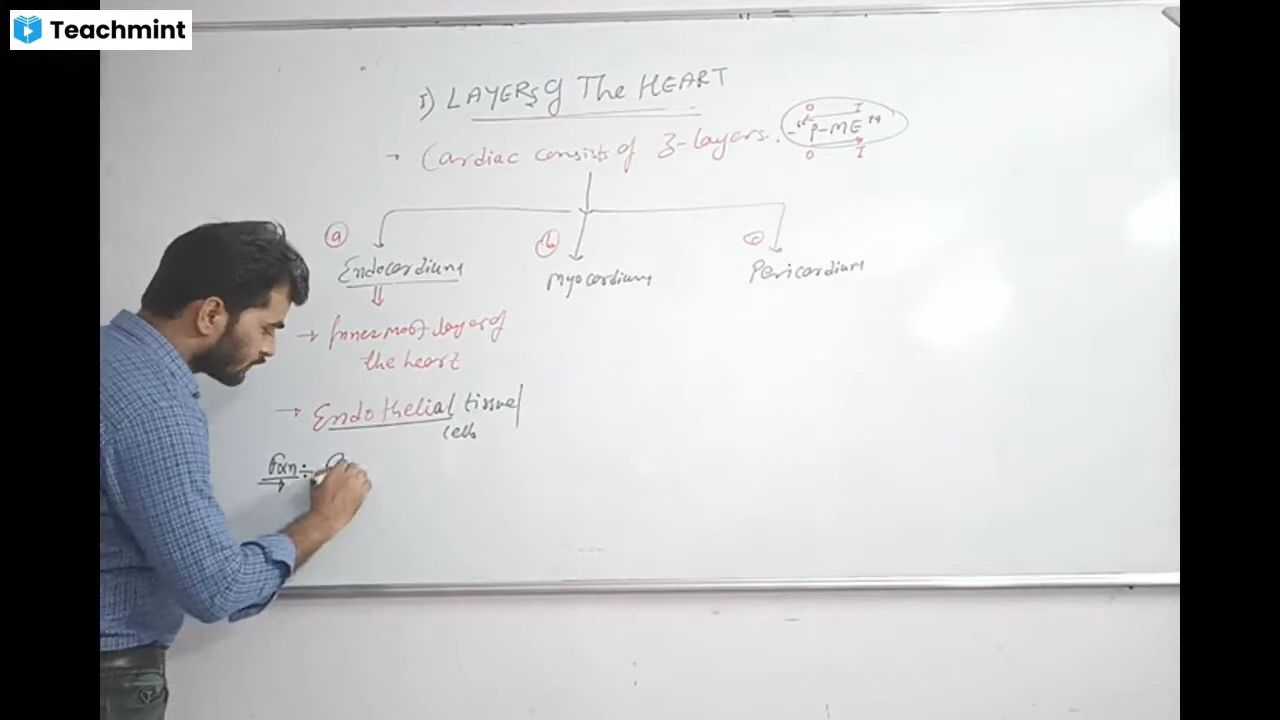 Teachmint
I) LAYERS of The HEART
→ Cardiac consists of 3-layers.
O I
-"P-ME"
O I
(a) (b) (c)
Endocardium Myocardium Pericardium
→ Inner most layer of
the heart
→ Endothelial tissue/
cells
Fxn ÷